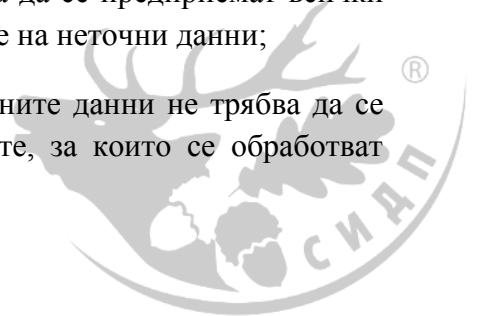 да се предприемат всички
е на неточни данни;
®
ните данни не трябва да се
те, за които се обработват
СИДП